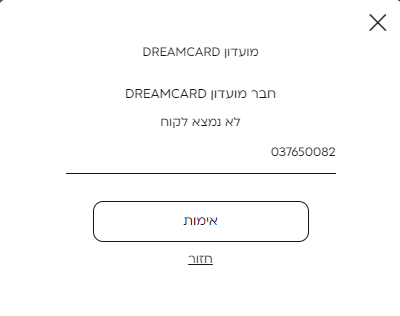 מועדון DREAMCARD
חבר מועדון DREAMCARD
לא נמצא לקוח
037650082
אימות
חזור